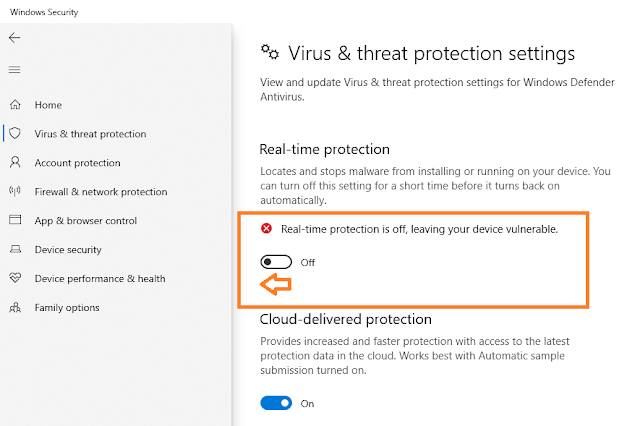 Windows Security
Home
Virus & threat protection
Account protection
Firewall & network protection
App & browser control
Device security
Device performance & health
Family options
Virus & threat protection settings
View and update Virus & threat protection settings for Windows Defender
Antivirus.
Real-time protection
Locates and stops malware from installing or running on your device. You
can turn off this setting for a short time before it turns back on
automatically.
Real-time protection is off, leaving your device vulnerable.
Off
Cloud-delivered protection
Provides increased and faster protection with access to the latest
protection data in the cloud. Works best with Automatic sample
submission turned on.
On